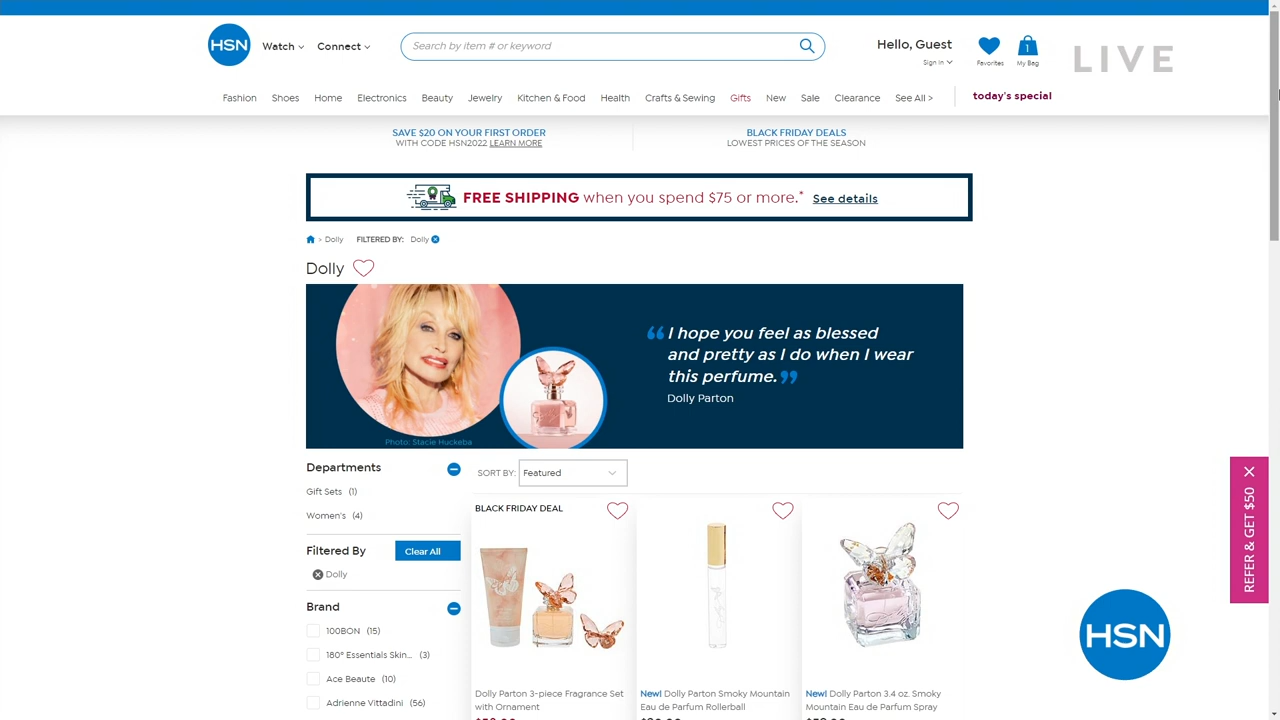 HSN
Watch
Connect
Search by item # or keyword
Hello, Guest
Sign In
Favorites
1
My Bag
LIVE
Fashion
Shoes
Home
Electronics
Beauty
Jewelry
Kitchen & Food
Health
Crafts & Sewing
Gifts
New
Sale
Clearance
See All >
today's special
SAVE $20 ON YOUR FIRST ORDER
WITH CODE HSN2022 LEARN MORE
BLACK FRIDAY DEALS
LOWEST PRICES OF THE SEASON
FREE SHIPPING when you spend $75 or more.* See details
> Dolly FILTERED BY: Dolly
Dolly
“ I hope you feel as blessed
and pretty as I do when I wear
this perfume. ”
Dolly Parton
Photo: Stacie Huckeba
Departments
Gift Sets (1)
Women's (4)
Filtered By
Clear All
Dolly
Brand
100BON (15)
180° Essentials Skin... (3)
Ace Beaute (10)
Adrienne Vittadini (56)
SORT BY: Featured
BLACK FRIDAY DEAL
Dolly Parton 3-piece Fragrance Set
with Ornament
New! Dolly Parton Smoky Mountain
Eau de Parfum Rollerball
New! Dolly Parton 3.4 oz. Smoky
Mountain Eau de Parfum Spray
REFER & GET $50
HSN